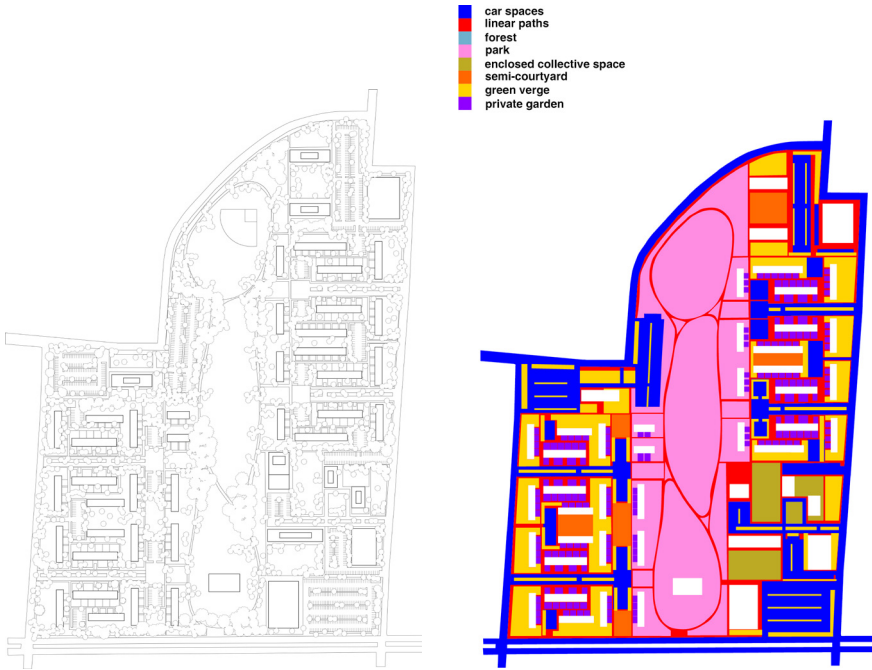 car spaces
linear paths
forest
park
enclosed collective space
semi-courtyard
green verge
private garden